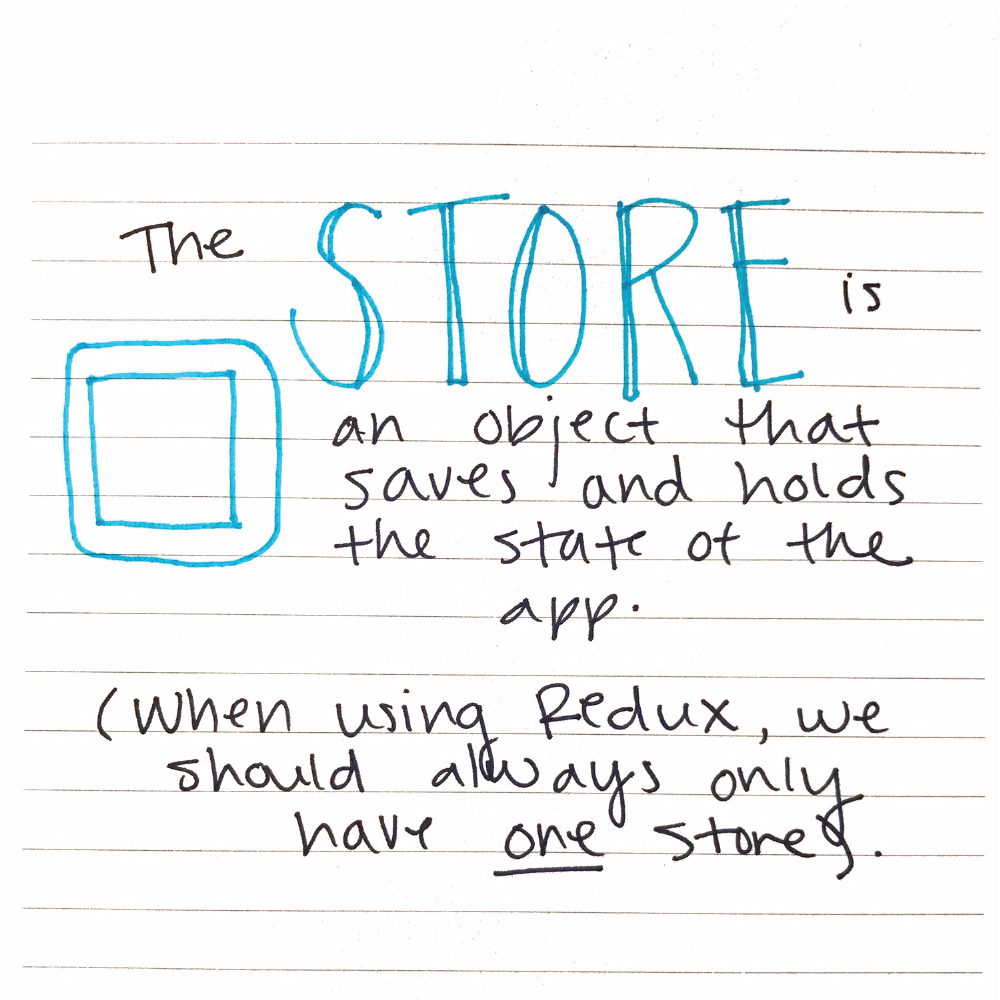 The STORE is
an object that
saves and holds
the state of the
app.
(When using Redux, we
should always only
have one store).